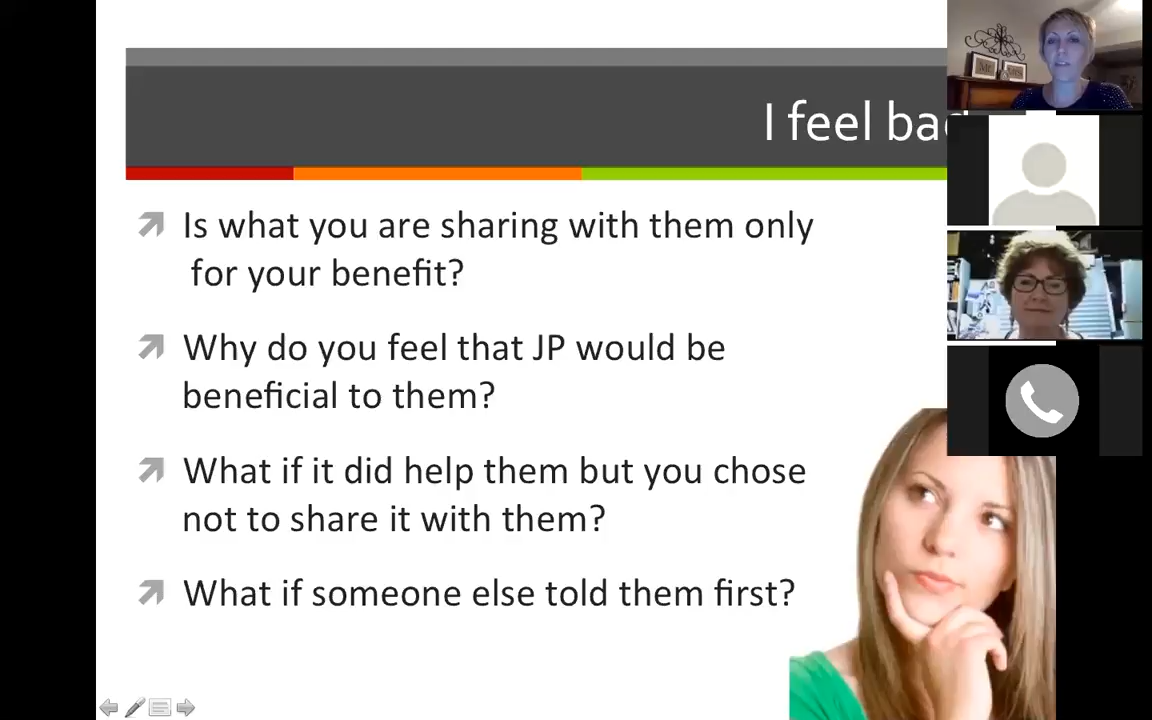 I feel bad
Is what you are sharing with them only
for your benefit?
Why do you feel that JP would be
beneficial to them?
What if it did help them but you chose
not to share it with them?
What if someone else told them first?